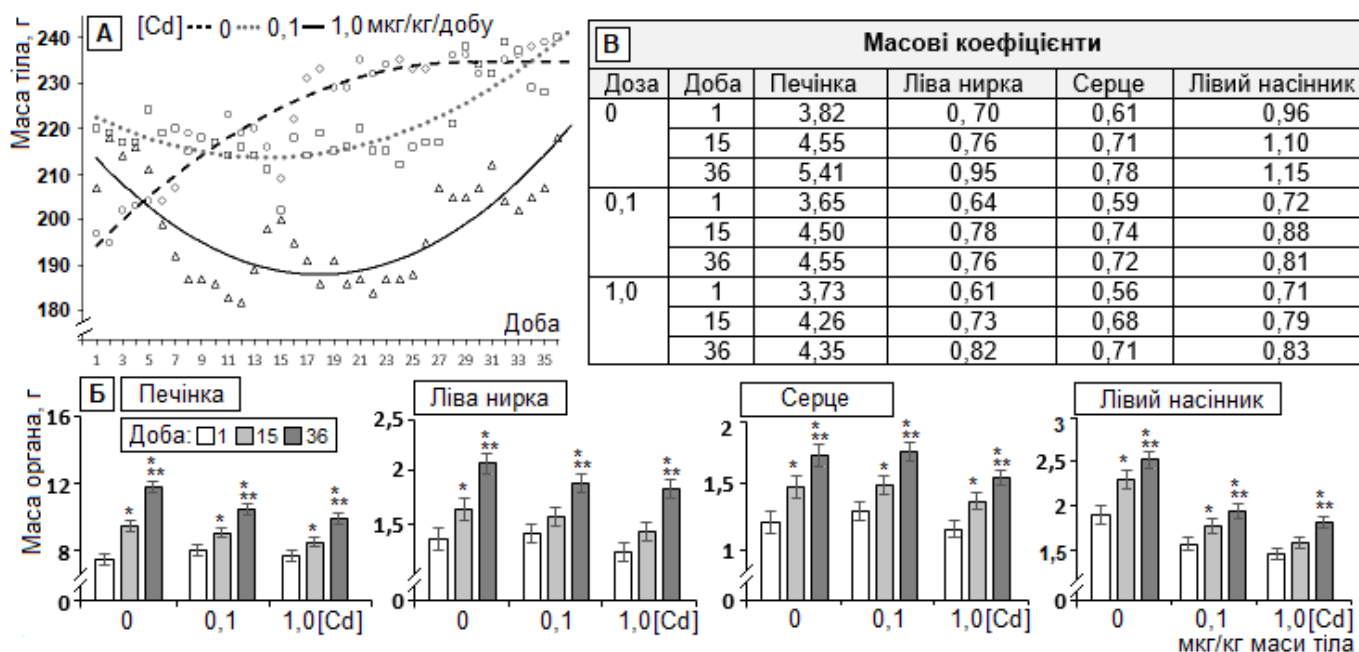 А [Cd] 0 0,1 1,0 мкг/кг/добу
Маса тіла, г
240
230
220
210
200
190
180
Доба
1 3 5 7 9 11 13 15 17 19 21 23 25 27 29 31 33 35
В Масові коефіцієнти
Доза Доба Печінка Ліва нирка Серце Лівий насінник
0 1 3,82 0, 70 0,61 0,96
15 4,55 0,76 0,71 1,10
36 5,41 0,95 0,78 1,15
0,1 1 3,65 0,64 0,59 0,72
15 4,50 0,78 0,74 0,88
36 4,55 0,76 0,72 0,81
1,0 1 3,73 0,61 0,56 0,71
15 4,26 0,73 0,68 0,79
36 4,35 0,82 0,71 0,83
Б Печінка
Маса органа, г
Доба: 1 15 36
16
12
8
0
* * ** * * ** * * **
0 0,1 1,0 [Cd]
Ліва нирка
2,5
2
1,5
0
* * ** * ** * **
0 0,1 1,0 [Cd]
Серце
2
1,5
1
0
* * ** * * ** * * **
0 0,1 1,0 [Cd]
Лівий насінник
3
2,5
2
1,5
0
* * ** * * ** * **
0 0,1 1,0 [Cd]
мкг/кг маси тіла